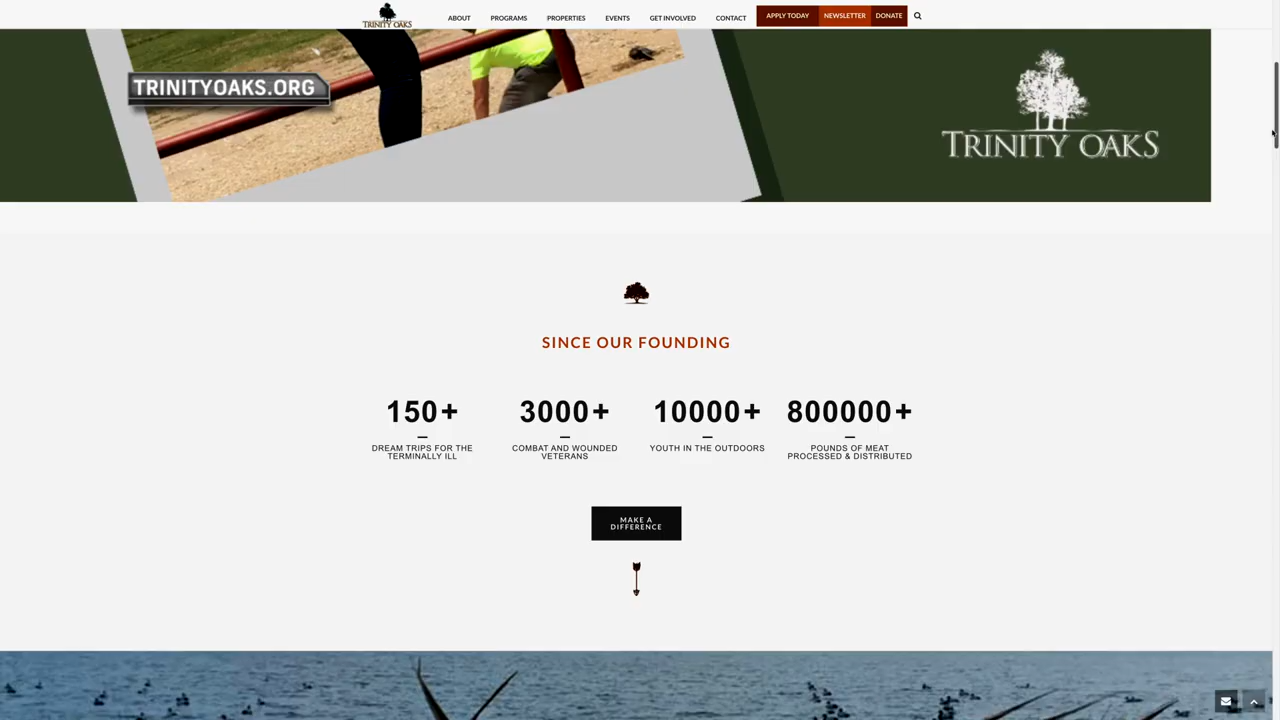 TRINITY OAKS
ABOUT PROGRAMS PROPERTIES EVENTS GET INVOLVED CONTACT APPLY TODAY NEWSLETTER DONATE
TRINITYOAKS.ORG
TRINITY OAKS
SINCE OUR FOUNDING
150+ 3000+ 10000+ 800000+
DREAM TRIPS FOR THE COMBAT AND WOUNDED YOUTH IN THE OUTDOORS POUNDS OF MEAT
TERMINALLY ILL VETERANS PROCESSED & DISTRIBUTED
MAKE A
DIFFERENCE